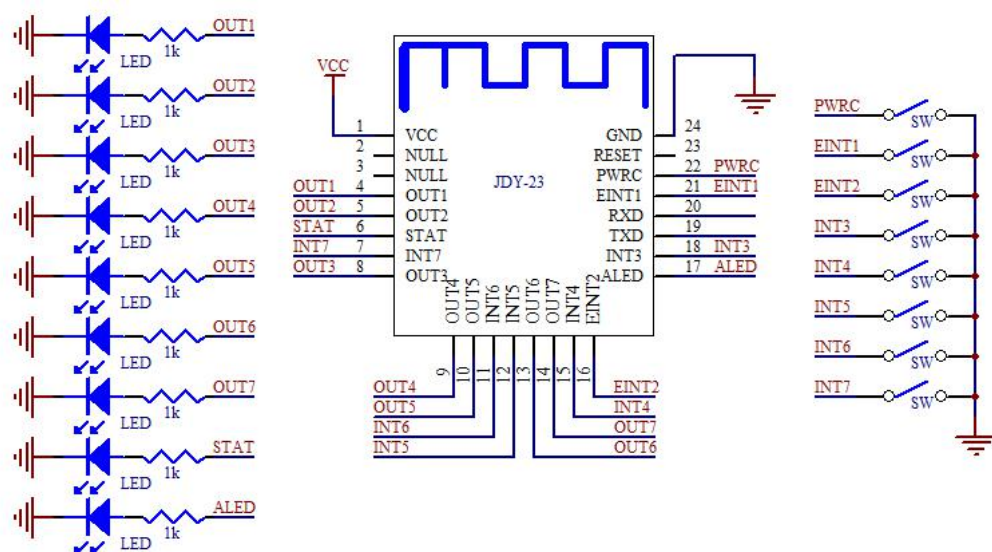 OUT1
LED
1k
OUT2
LED
1k
OUT3
LED
1k
OUT4
LED
1k
OUT5
LED
1k
OUT6
LED
1k
OUT7
LED
1k
STAT
LED
1k
ALED
LED
1k
VCC
JDY-23
1 VCC
2 NULL
3 NULL
OUT1 4 OUT1
OUT2 5 OUT2
STAT 6 STAT
INT7 7 INT7
OUT3 8 OUT3
GND 24
RESET 23
PWRC 22 PWRC
EINT1 21 EINT1
RXD 20
TXD 19
INT3 18 INT3
ALED 17 ALED
OUT4
OUT5
INT6
INT5
OUT6
OUT7
INT4
EINT2
9
10
11
12
13
14
15
16
OUT4
OUT5
INT6
INT5
EINT2
INT4
OUT7
OUT6
PWRC
SW
EINT1
SW
EINT2
SW
INT3
SW
INT4
SW
INT5
SW
INT6
SW
INT7
SW